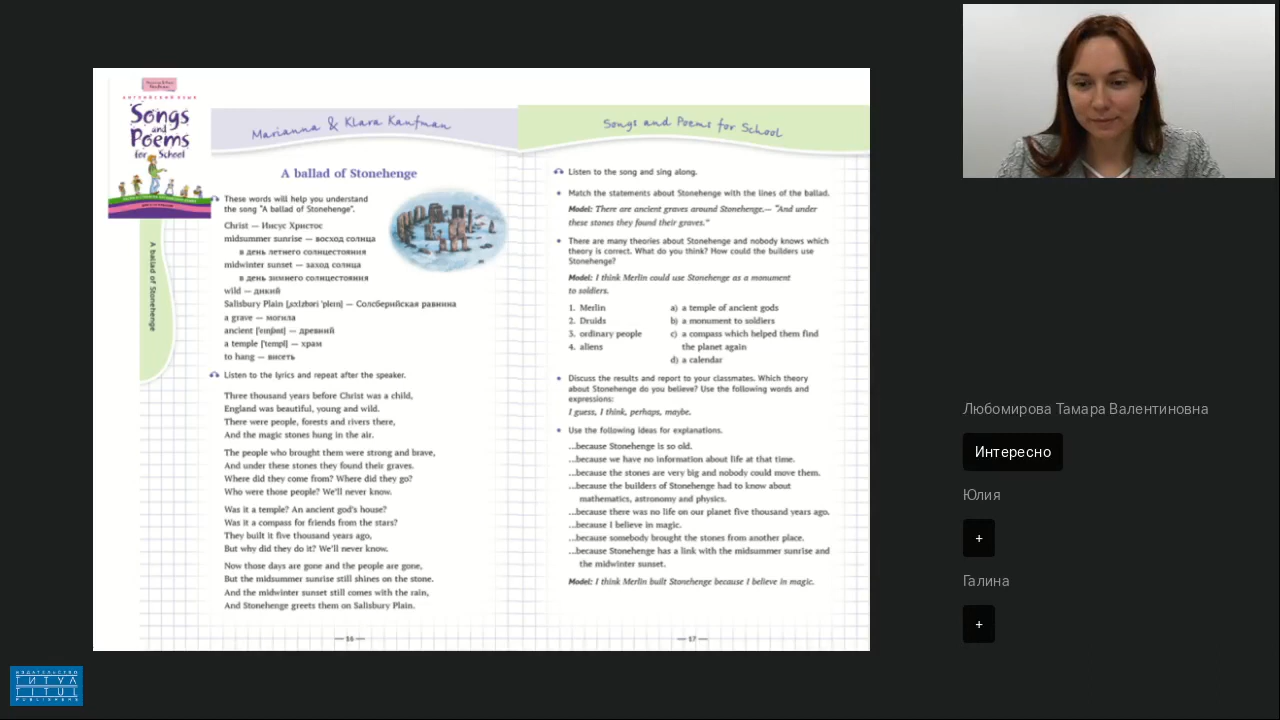 АНГЛИЙСКИЙ ЯЗЫК
Songs
and
Poems
for School
Marianna & Klara Kaufman
A ballad of Stonehenge
A ballad of Stonehenge
These words will help you understand
the song "A ballad of Stonehenge".
Christ — Иисус Христос
midsummer sunrise — восход солнца
в день летнего солнцестояния
midwinter sunset — заход солнца
в день зимнего солнцестояния
wild — дикий
Salisbury Plain — Солсберийская равнина
a grave — могила
ancient — древний
a temple ['templ] — храм
to hang — висеть
Listen to the lyrics and repeat after the speaker.
Three thousand years before Christ was a child,
England was beautiful, young and wild.
There were people, forests and rivers there,
And the magic stones hung in the air.
The people who brought them were strong and brave,
And under these stones they found their graves.
Where did they come from? Where did they go?
Who were those people? We'll never know.
Was it a temple? An ancient god's house?
Was it a compass for friends from the stars?
They built it five thousand years ago,
But why did they do it? We'll never know.
Now those days are gone and the people are gone,
But the midsummer sunrise still shines on the stone.
And the midwinter sunset still comes with the rain,
And Stonehenge greets them on Salisbury Plain.
— 16 —
Songs and Poems for School
Listen to the song and sing along.
• Match the statements about Stonehenge with the lines of the ballad.
Model: There are ancient graves around Stonehenge.— "And under
these stones they found their graves."
• There are many theories about Stonehenge and nobody knows which
theory is correct. What do you think? How could the builders use
Stonehenge?
Model: I think Merlin could use Stonehenge as a monument
to soldiers.
1. Merlin a) a temple of ancient gods
2. Druids b) a monument to soldiers
3. ordinary people c) a compass which helped them find
4. aliens the planet again
d) a calendar
• Discuss the results and report to your classmates. Which theory
about Stonehenge do you believe? Use the following words and
expressions:
I guess, I think, perhaps, maybe.
• Use the following ideas for explanations.
...because Stonehenge is so old.
...because we have no information about life at that time.
...because the stones are very big and nobody could move them.
...because the builders of Stonehenge had to know about
mathematics, astronomy and physics.
...because there was no life on our planet five thousand years ago.
...because I believe in magic.
...because somebody brought the stones from another place.
...because Stonehenge has a link with the midsummer sunrise and
the midwinter sunset.
Model: I think Merlin built Stonehenge because I believe in magic.
— 17 —
Любомирова Тамара Валентиновна
Интересно
Юлия
+
Галина
+
ИЗДАТЕЛЬСТВО
ТИТУЛ
TITUL
PUBLISHERS